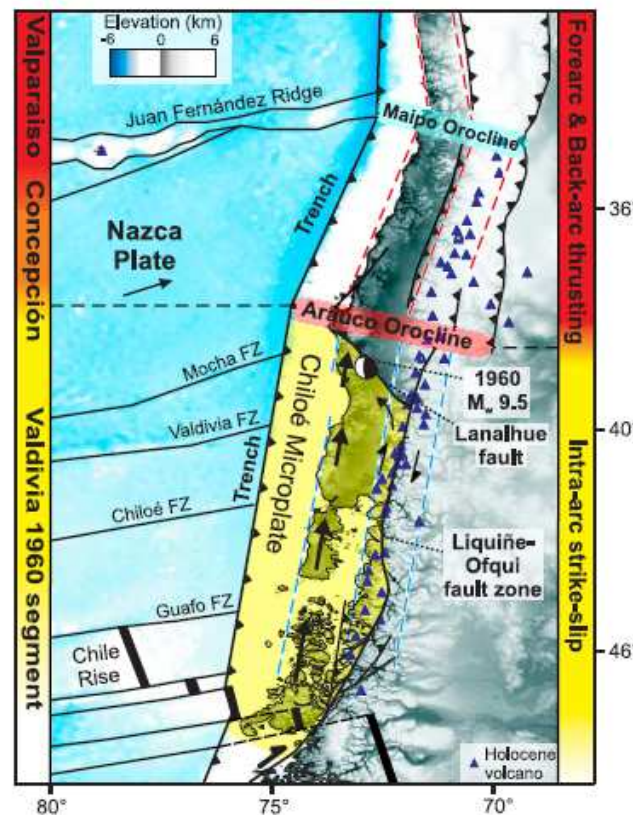 Elevation (km)
-6 0 6
Valparaiso
Concepción
Valdivia 1960 segment
Juan Fernández Ridge
Maipo Orocline
Forearc & Back-arc thrusting
Intra-arc strike-slip
36°
Nazca
Plate
Trench
Arauco Orocline
Mocha FZ
1960
Mw 9.5
Lanalhue
fault
40°
Valdivia FZ
Trench
Chiloé Microplate
Chiloé FZ
Liquiñe-
Ofqui
fault zone
Guafo FZ
Chile
Rise
46°
Holocene
volcano
80° 75° 70°